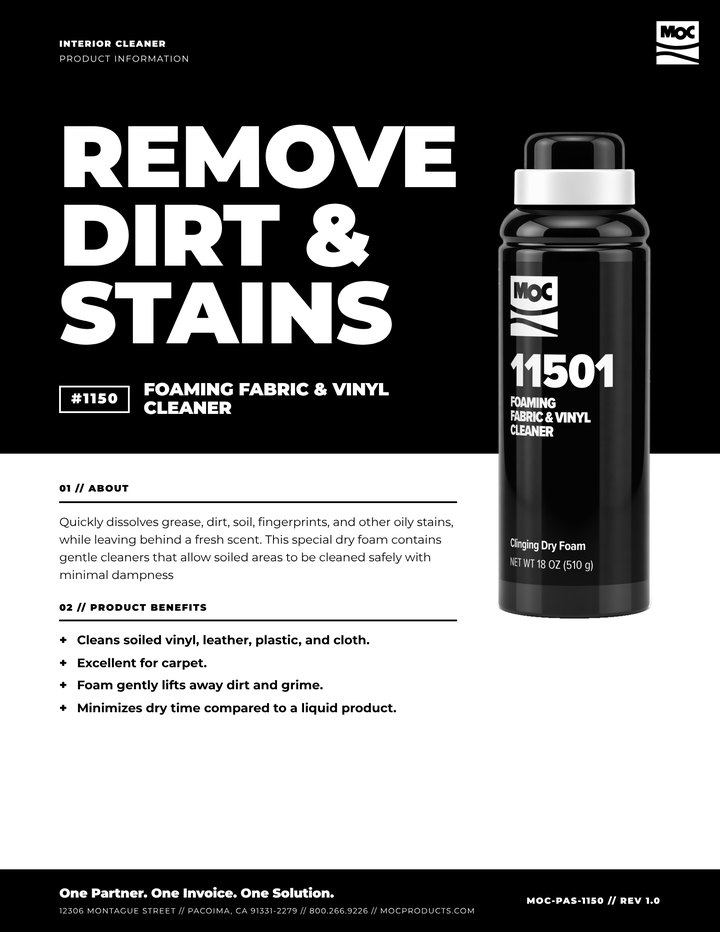 INTERIOR CLEANER
PRODUCT INFORMATION
MOC
REMOVE
DIRT &
STAINS
#1150
FOAMING FABRIC & VINYL
CLEANER
MOC
11501
FOAMING
FABRIC & VINYL
CLEANER
Clinging Dry Foam
NET WT 18 OZ (510 g)
01 // ABOUT
Quickly dissolves grease, dirt, soil, fingerprints, and other oily stains,
while leaving behind a fresh scent. This special dry foam contains
gentle cleaners that allow soiled areas to be cleaned safely with
minimal dampness
02 // PRODUCT BENEFITS
+ Cleans soiled vinyl, leather, plastic, and cloth.
+ Excellent for carpet.
+ Foam gently lifts away dirt and grime.
+ Minimizes dry time compared to a liquid product.
One Partner. One Invoice. One Solution.
12306 MONTAGUE STREET // PACOIMA, CA 91331-2279 // 800.266.9226 // MOCPRODUCTS.COM
MOC-PAS-1150 // REV 1.0